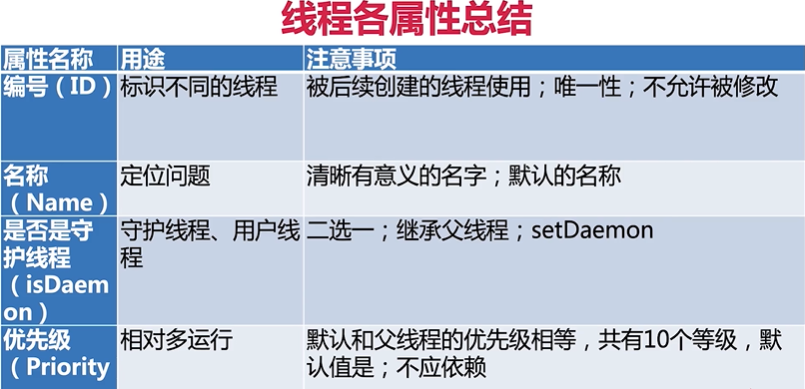 线程各属性总结
属性名称 用途 注意事项
编号（ID） 标识不同的线程 被后续创建的线程使用；唯一性；不允许被修改
名称 定位问题 清晰有意义的名字；默认的名称
（Name）
是否是守 守护线程、用户线 二选一；继承父线程；setDaemon
护线程 程
（isDaem
on）
优先级 相对多运行 默认和父线程的优先级相等，共有10个等级，默
（Priority 认值是；不应依赖